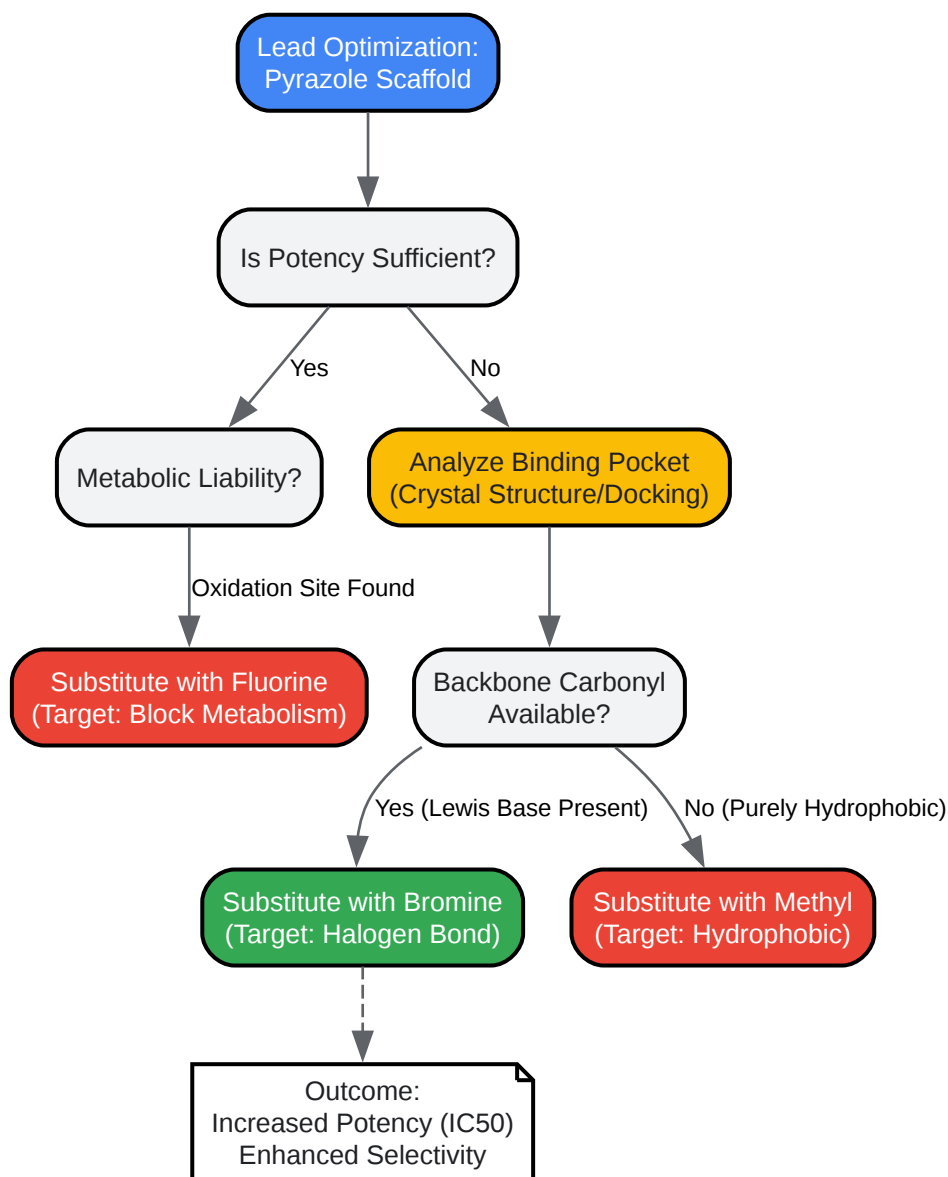 Lead Optimization:
Pyrazole Scaffold
Is Potency Sufficient?
Yes
No
Metabolic Liability?
Analyze Binding Pocket
(Crystal Structure/Docking)
Oxidation Site Found
Substitute with Fluorine
(Target: Block Metabolism)
Backbone Carbonyl
Available?
Yes (Lewis Base Present)
No (Purely Hydrophobic)
Substitute with Bromine
(Target: Halogen Bond)
Substitute with Methyl
(Target: Hydrophobic)
Outcome:
Increased Potency (IC50)
Enhanced Selectivity